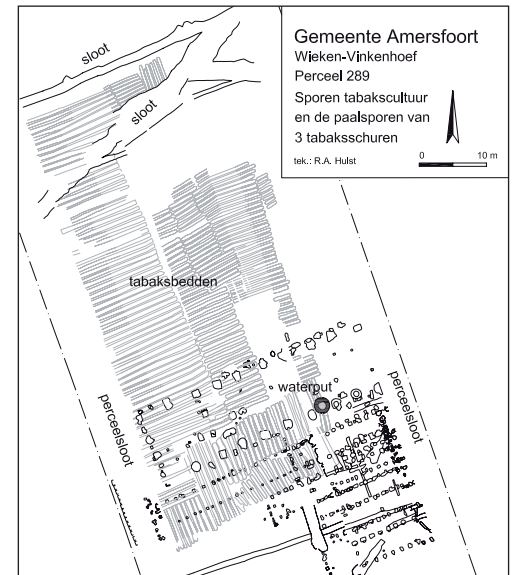 Gemeente Amersfoort
Wieken-Vinkenhoef
Perceel 289
Sporen tabakscultuur
en de paalsporen van
3 tabaksschuren
tek.: R.A. Hulst
0 10 m
sloot
sloot
tabaksbedden
waterput
perceelsloot
perceelsloot